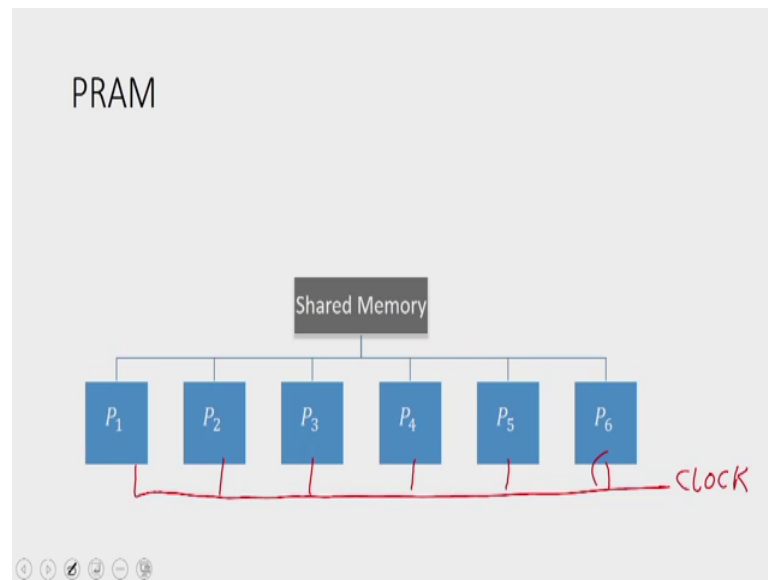 PRAM
Shared Memory
P₁ P₂ P₃ P₄ P₅ P₆
CLOCK